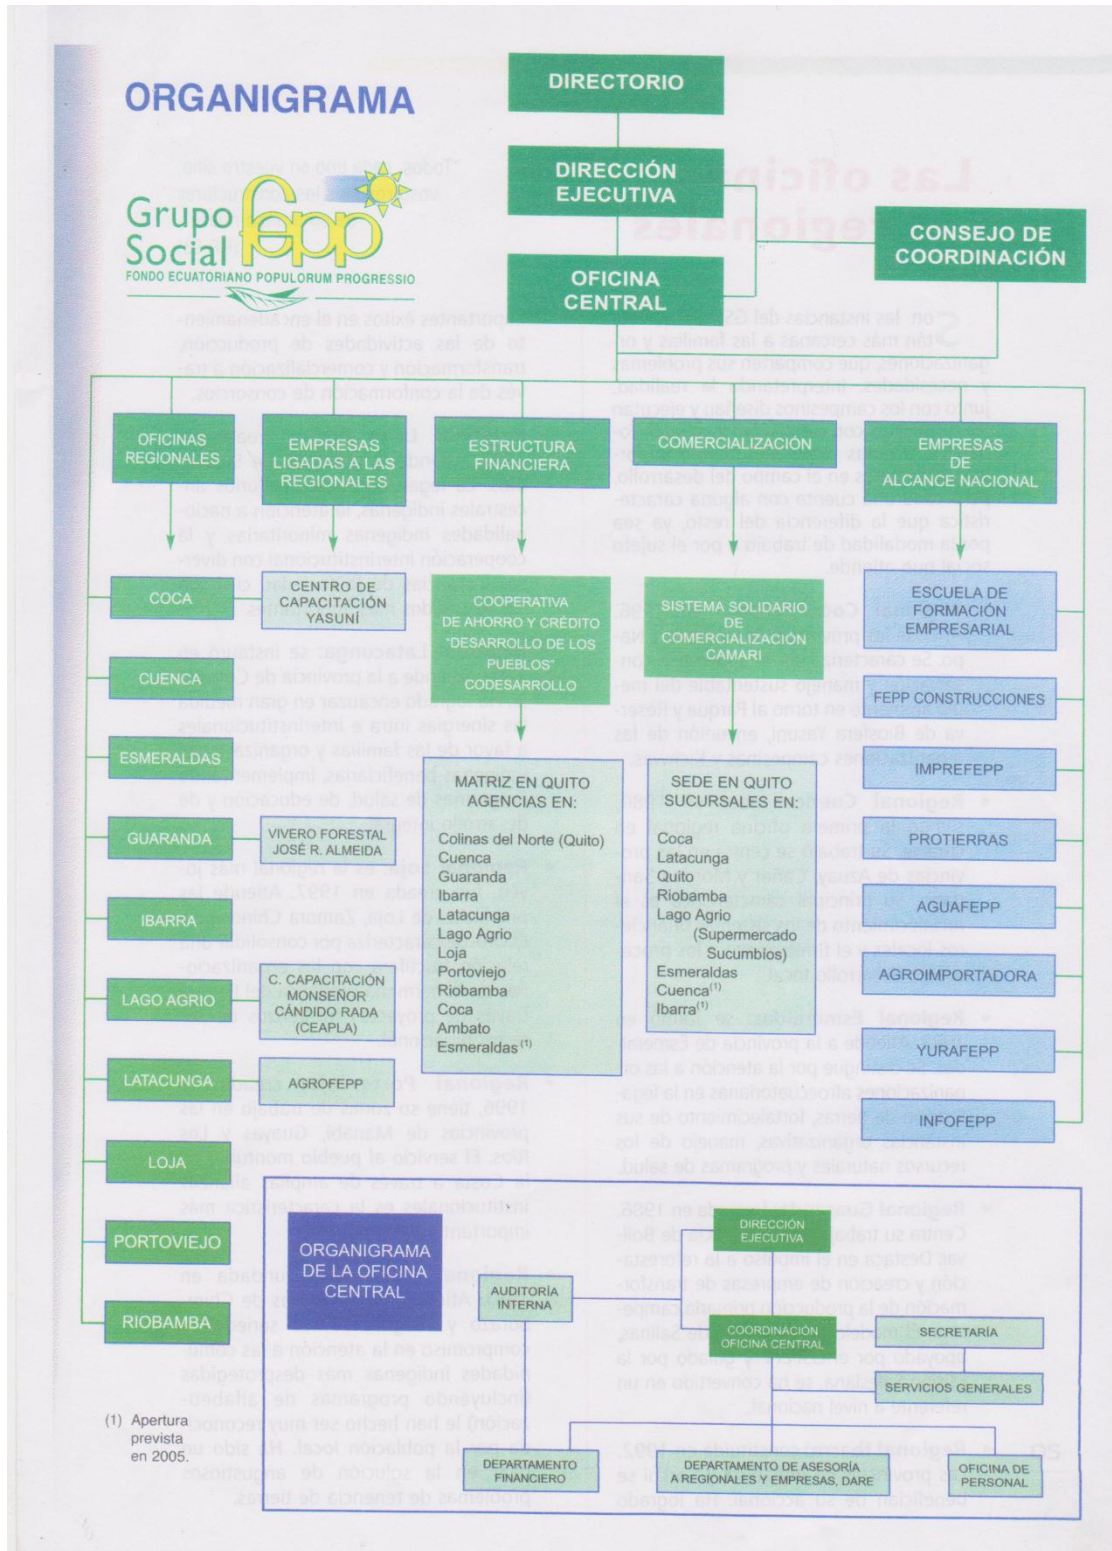 ORGANIGRAMA
Grupo
Social
fepp
FONDO ECUATORIANO POPULORUM PROGRESSIO
DIRECTORIO
DIRECCIÓN
EJECUTIVA
OFICINA
CENTRAL
CONSEJO DE
COORDINACIÓN
OFICINAS
REGIONALES
EMPRESAS
LIGADAS A LAS
REGIONALES
ESTRUCTURA
FINANCIERA
COMERCIALIZACIÓN
EMPRESAS
DE
ALCANCE NACIONAL
COCA
CENTRO DE
CAPACITACIÓN
YASUNÍ
CUENCA
ESMERALDAS
GUARANDA
VIVERO FORESTAL
JOSÉ R. ALMEIDA
IBARRA
LAGO AGRIO
C. CAPACITACIÓN
MONSEÑOR
CÁNDIDO RADA
(CEAPLA)
LATACUNGA
AGROFEPP
LOJA
PORTOVIEJO
RIOBAMBA
COOPERATIVA
DE AHORRO Y CRÉDITO
"DESARROLLO DE LOS
PUEBLOS"
CODESARROLLO
MATRIZ EN QUITO
AGENCIAS EN:
Colinas del Norte (Quito)
Cuenca
Guaranda
Ibarra
Latacunga
Lago Agrio
Loja
Portoviejo
Riobamba
Coca
Ambato
Esmeraldas(1)
SISTEMA SOLIDARIO
DE
COMERCIALIZACIÓN
CAMARI
SEDE EN QUITO
SUCURSALES EN:
Coca
Latacunga
Quito
Riobamba
Lago Agrio
(Supermercado
Sucumbíos)
Esmeraldas
Cuenca(1)
Ibarra(1)
ESCUELA DE
FORMACIÓN
EMPRESARIAL
FEPP CONSTRUCCIONES
IMPREFEPP
PROTIERRAS
AGUAFEPP
AGROIMPORTADORA
YURAFEPP
INFOFEPP
ORGANIGRAMA
DE LA OFICINA
CENTRAL
DIRECCIÓN
EJECUTIVA
AUDITORÍA
INTERNA
COORDINACIÓN
OFICINA CENTRAL
SECRETARÍA
SERVICIOS GENERALES
DEPARTAMENTO
FINANCIERO
DEPARTAMENTO DE ASESORÍA
A REGIONALES Y EMPRESAS, DARE
OFICINA DE
PERSONAL
(1) Apertura
prevista
en 2005.